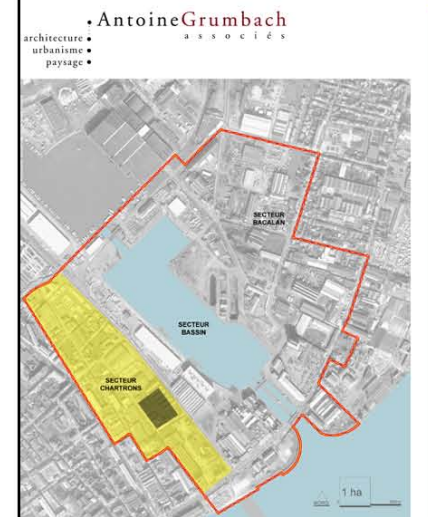 AntoineGrumbach
associés
architecture
urbanisme
paysage
SECTEUR
BACALAN
SECTEUR
BASSIN
SECTEUR
CHARTRONS
1 ha